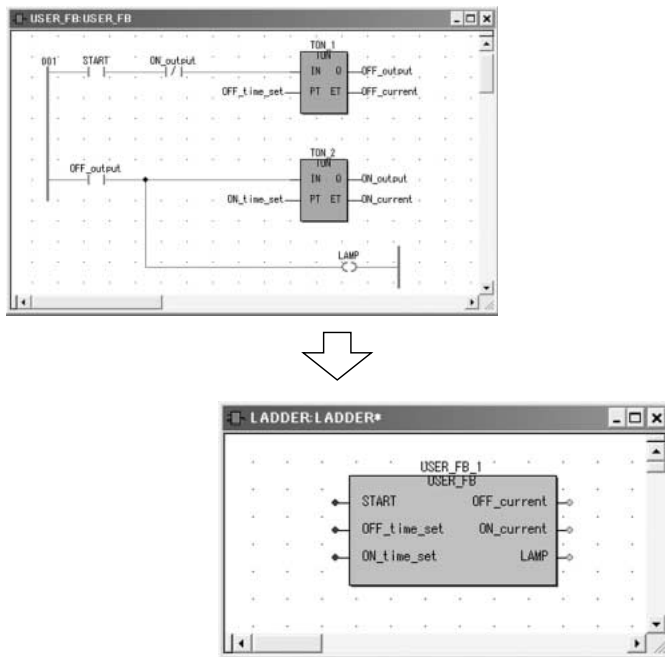 USER_FB:USER_FB
TON_1
TON
001 START ON_output
IN Q OFF_output
OFF_time_set PT ET OFF_current
TON_2
TON
OFF_output
IN Q ON_output
ON_time_set PT ET ON_current
LAMP
LADDER:LADDER*
USER_FB_1
USER_FB
START OFF_current
OFF_time_set ON_current
ON_time_set LAMP